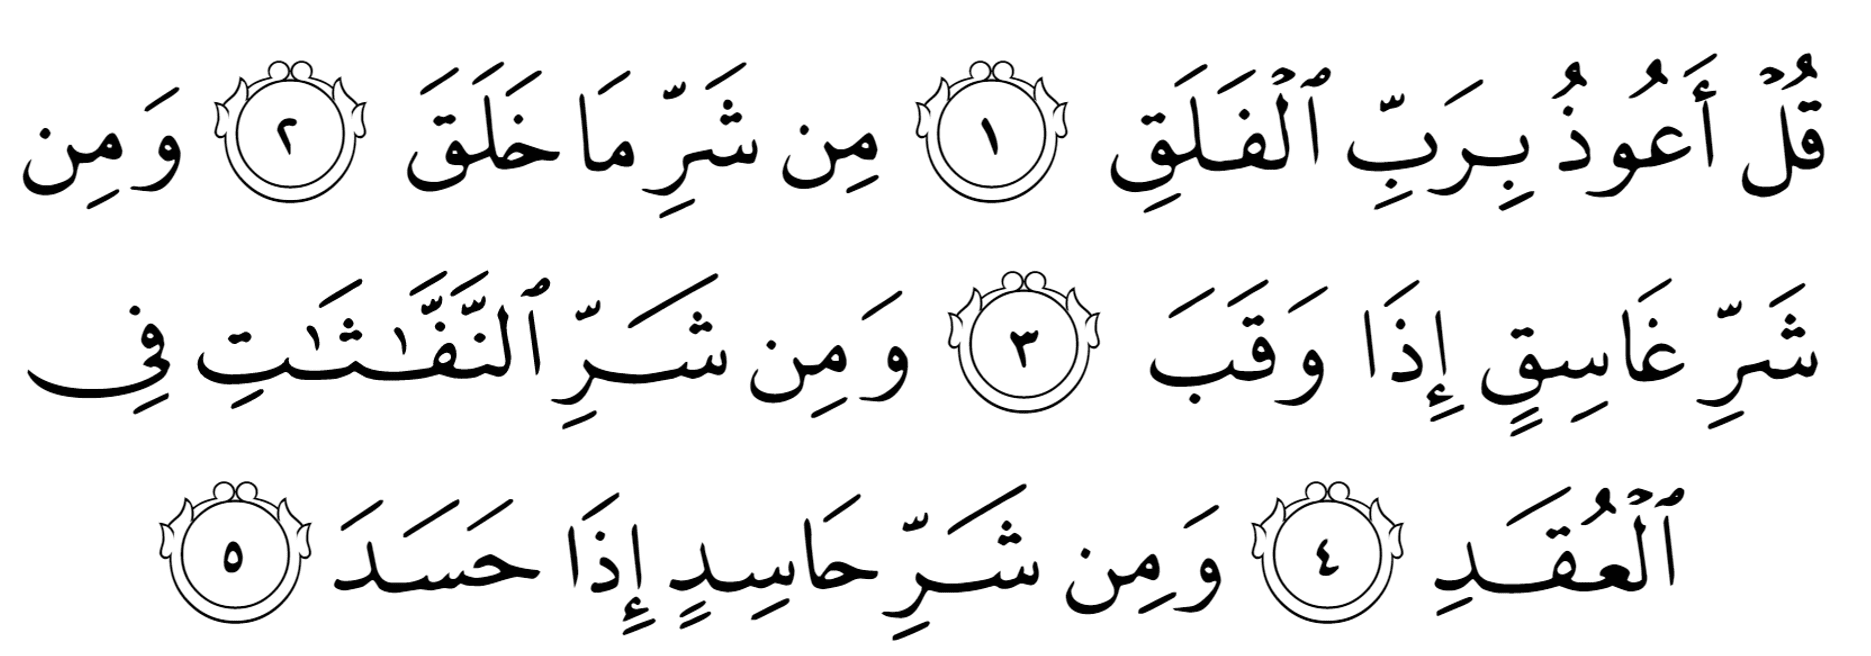 قُلْ أَعُوذُ بِرَبِّ ٱلْفَلَقِ ١ مِن شَرِّ مَا خَلَقَ ٢ وَمِن
شَرِّ غَاسِقٍ إِذَا وَقَبَ ٣ وَمِن شَرِّ ٱلنَّفَّـٰثَـٰتِ فِى
ٱلْعُقَدِ ٤ وَمِن شَرِّ حَاسِدٍ إِذَا حَسَدَ ٥